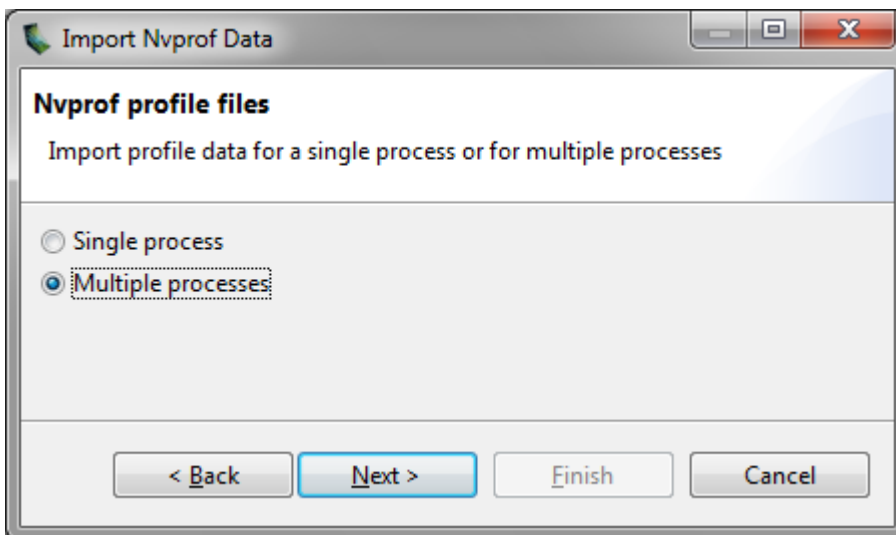 Import Nvprof Data
Nvprof profile files
Import profile data for a single process or for multiple processes
Single process
Multiple processes
< Back Next > Finish Cancel